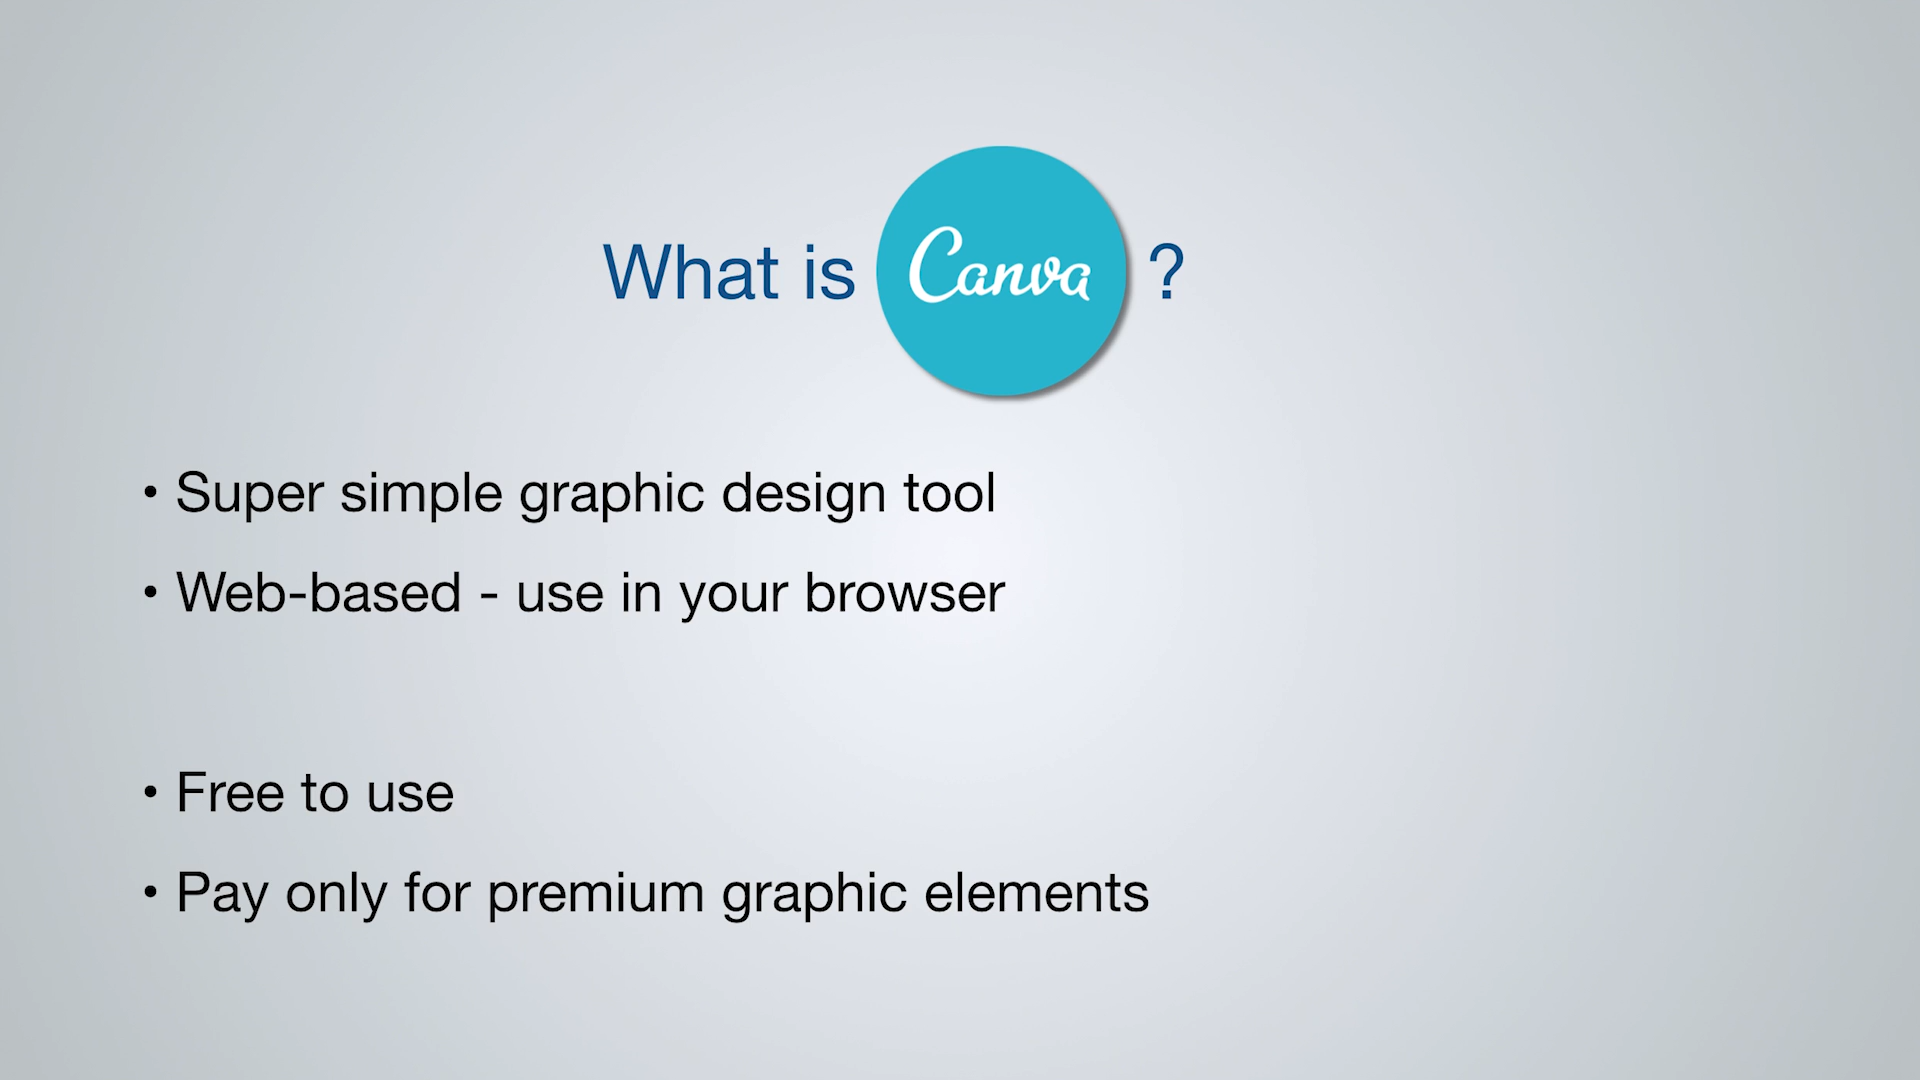 What is Canva ?
• Super simple graphic design tool
• Web-based - use in your browser
• Free to use
• Pay only for premium graphic elements